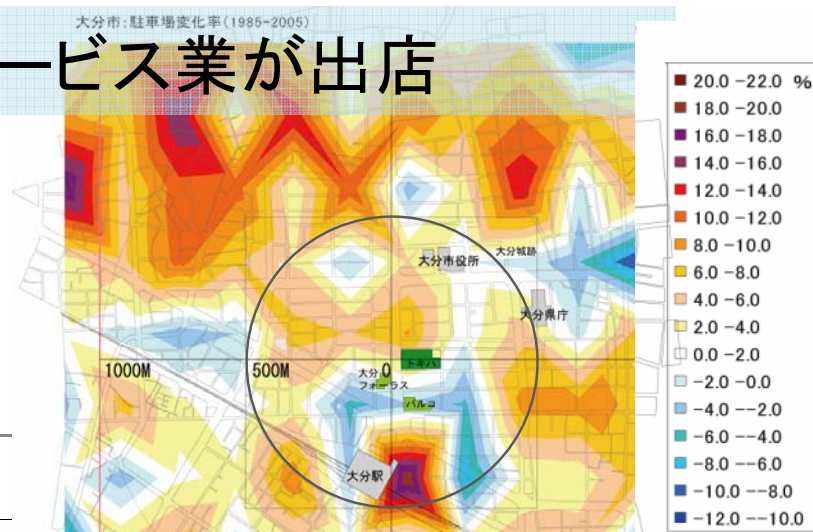 大分市:駐車場変化率(1985-2005)
ービス業が出店
大分市役所
大分城跡
大分県庁
1000M
500M
0
トキハ
大分
フォーラス
パルコ
大分駅
20.0 -22.0 %
18.0 -20.0
16.0 -18.0
14.0 -16.0
12.0 -14.0
10.0 -12.0
8.0 -10.0
6.0 -8.0
4.0 -6.0
2.0 -4.0
0.0 -2.0
-2.0 -0.0
-4.0 --2.0
-6.0 --4.0
-8.0 --6.0
-10.0 --8.0
-12.0 --10.0